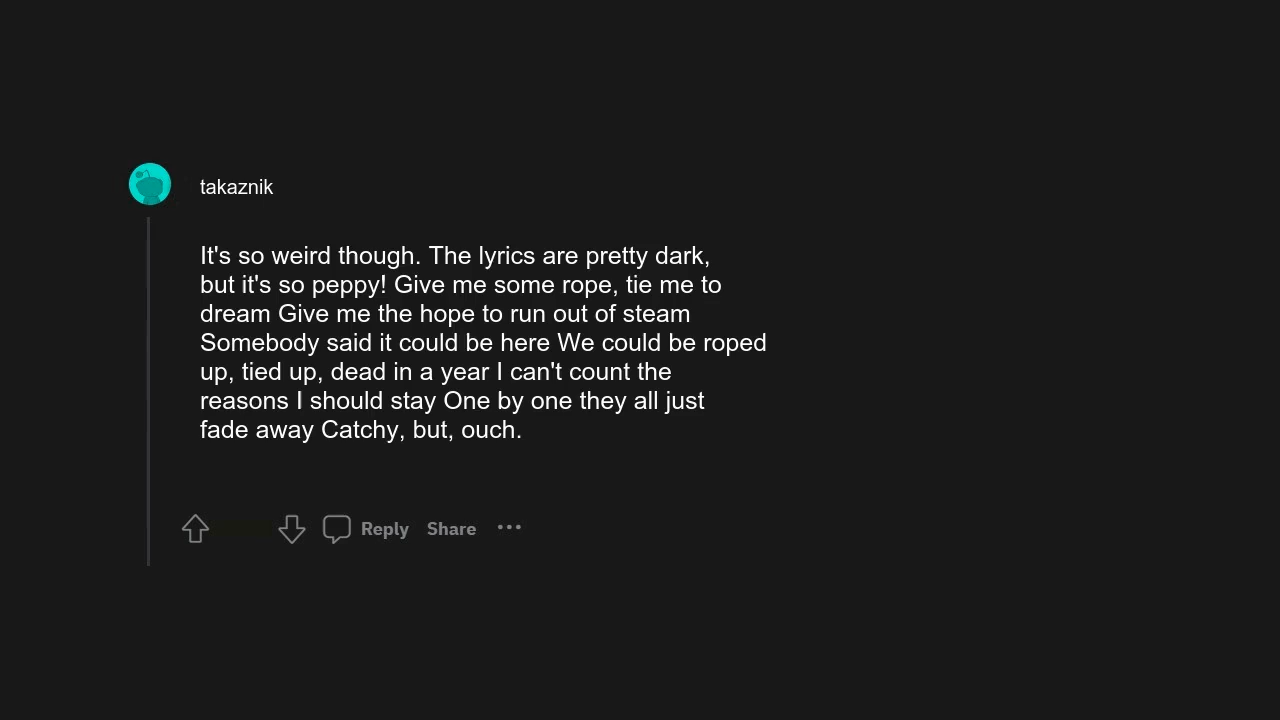 takaznik
It's so weird though. The lyrics are pretty dark,
but it's so peppy! Give me some rope, tie me to
dream Give me the hope to run out of steam
Somebody said it could be here We could be roped
up, tied up, dead in a year I can't count the
reasons I should stay One by one they all just
fade away Catchy, but, ouch.
Reply Share